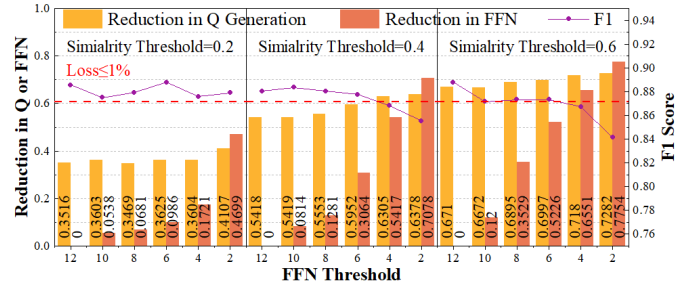 Reduction in Q Generation Reduction in FFN F1
Simialrity Threshold=0.2 Simialrity Threshold=0.4 Simialrity Threshold=0.6
Loss≤1%
Reduction in Q or FFN
1.0
0.8
0.6
0.4
0.2
0.0
0.3516 0 0.3603 0.0538 0.3469 0.0681 0.3625 0.0986 0.3604 0.1721 0.4107 0.4699
0.5418 0 0.5419 0.0814 0.5553 0.1281 0.5952 0.3064 0.6305 0.5417 0.6378 0.7078
0.671 0 0.6672 0.12 0.6895 0.3529 0.6997 0.5226 0.718 0.6551 0.7282 0.7754
12 10 8 6 4 2 12 10 8 6 4 2 12 10 8 6 4 2
FFN Threshold
0.94
0.92
0.90
0.88
0.86
0.84
0.82
0.80
0.78
0.76
F1 Score